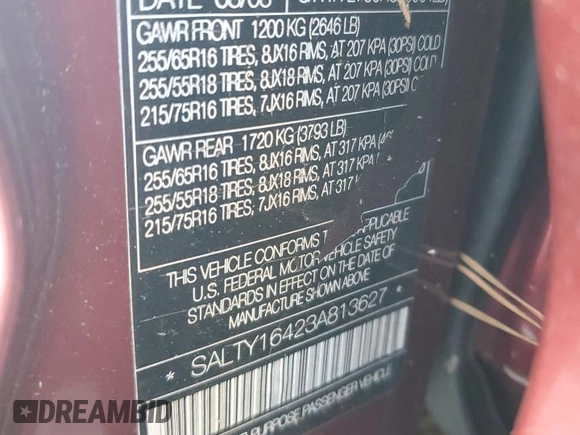 DATE
GAWR FRONT 1200 KG (2646 LB)
255/65R16 TIRES, 8JX16 RIMS, AT 207 KPA (30PSI) COLD
255/55R18 TIRES, 8JX18 RIMS, AT 207 KPA (30PSI) COLD
215/75R16 TIRES, 7JX16 RIMS, AT 207 KPA (30PSI) C
GAWR REAR 1720 KG (3793 LB)
255/65R16 TIRES, 8JX16 RIMS, AT 317 KPA (46
255/55R18 TIRES, 8JX18 RIMS, AT 317 KPA
215/75R16 TIRES, 7JX16 RIMS, AT 317
THIS VEHICLE CONFORMS T APPLICABLE
U.S. FEDERAL MOTOR VEHICLE SAFETY
STANDARDS IN EFFECT ON THE DATE OF
MANUFACTURE SHOWN ABOVE
* SALTY16423A813627 *
PURPOSE PASSENGER VEHICLE
DREAMBID